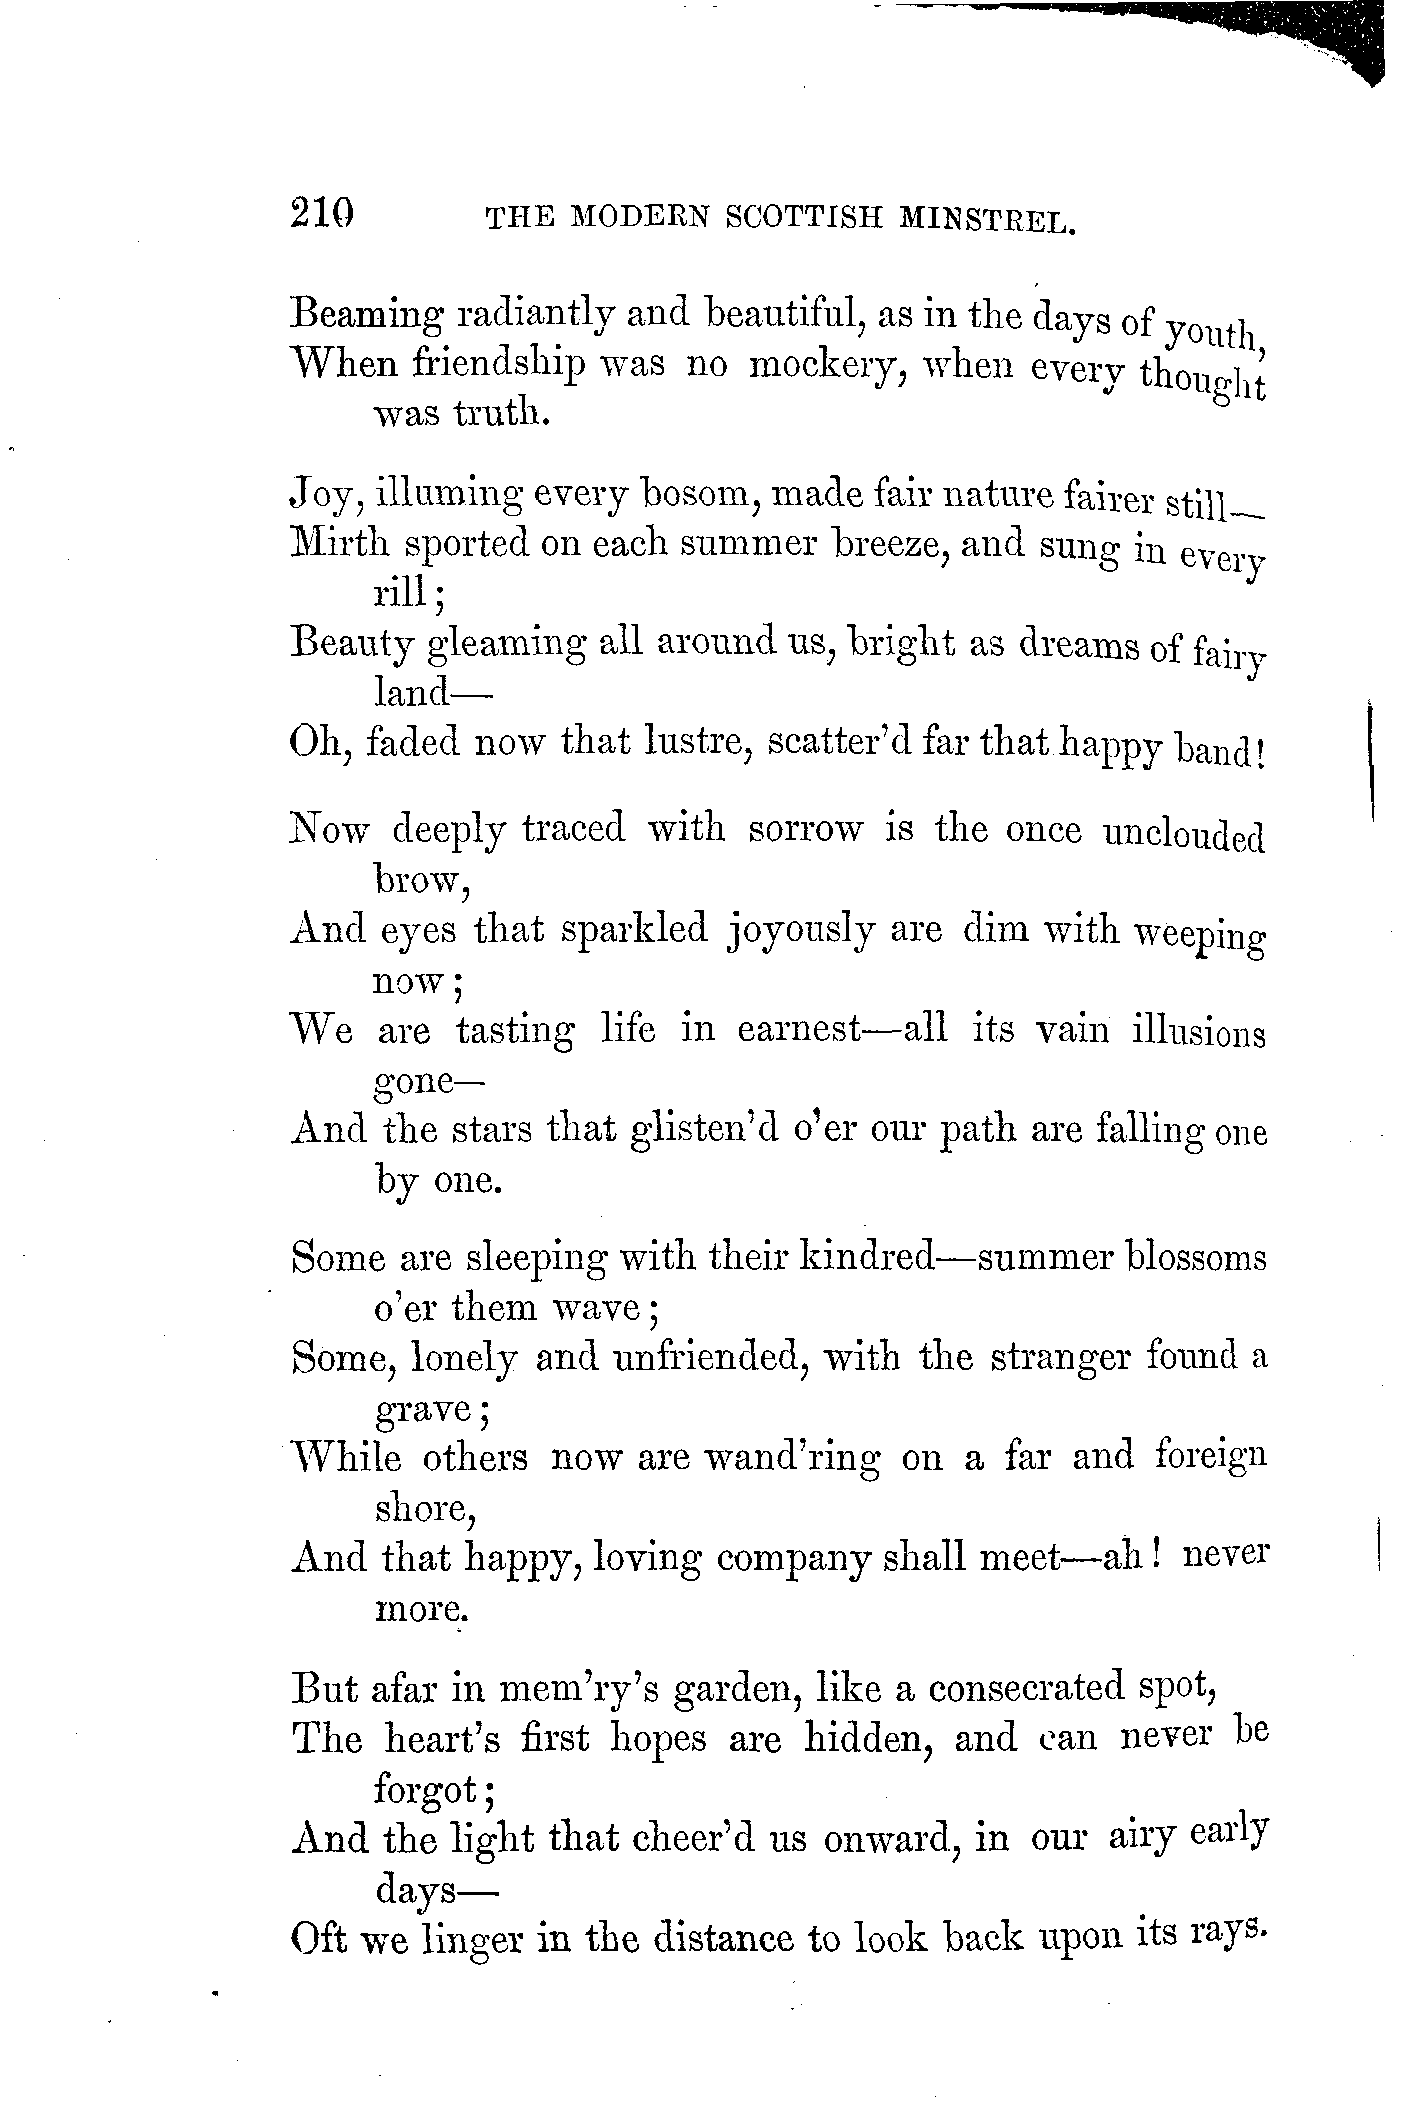 210 THE MODERN SCOTTISH MINSTREL.
Beaming radiantly and beautiful, as in the days of youth,
When friendship was no mockery, when every thought
was truth.
Joy, illuming every bosom, made fair nature fairer still—
Mirth sported on each summer breeze, and sung in every
rill;
Beauty gleaming all around us, bright as dreams of fairy
land—
Oh, faded now that lustre, scatter'd far that happy band!
Now deeply traced with sorrow is the once unclouded
brow,
And eyes that sparkled joyously are dim with weeping
now;
We are tasting life in earnest—all its vain illusions
gone—
And the stars that glisten'd o'er our path are falling one
by one.
Some are sleeping with their kindred—summer blossoms
o'er them wave;
Some, lonely and unfriended, with the stranger found a
grave;
While others now are wand'ring on a far and foreign
shore,
And that happy, loving company shall meet—ah! never
more.
But afar in mem'ry's garden, like a consecrated spot,
The heart's first hopes are hidden, and can never be
forgot;
And the light that cheer'd us onward, in our airy early
days—
Oft we linger in the distance to look back upon its rays.